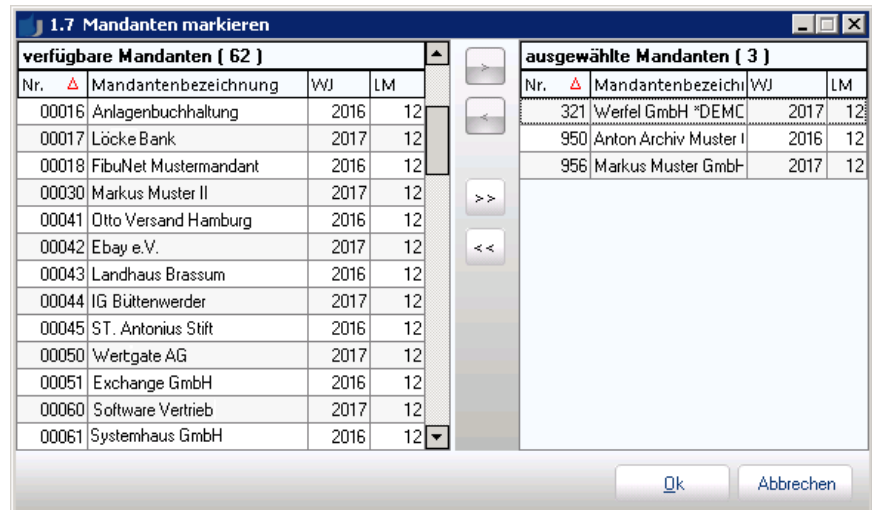 1.7 Mandanten markieren
verfügbare Mandanten ( 62 )
Nr. Mandantenbezeichnung WJ LM
00016 Anlagenbuchhaltung 2016 12
00017 Löcke Bank 2017 12
00018 FibuNet Mustermandant 2016 12
00030 Markus Muster II 2017 12
00041 Otto Versand Hamburg 2016 12
00042 Ebay e.V. 2017 12
00043 Landhaus Brassum 2016 12
00044 IG Büttenwerder 2017 12
00045 ST. Antonius Stift 2016 12
00050 Wertgate AG 2017 12
00051 Exchange GmbH 2016 12
00060 Software Vertrieb 2017 12
00061 Systemhaus GmbH 2016 12
>
<
>>
<<
ausgewählte Mandanten ( 3 )
Nr. Mandantenbezeichn WJ LM
321 Werfel GmbH *DEMO 2017 12
950 Anton Archiv Muster 2016 12
956 Markus Muster GmbH 2017 12
Ok Abbrechen